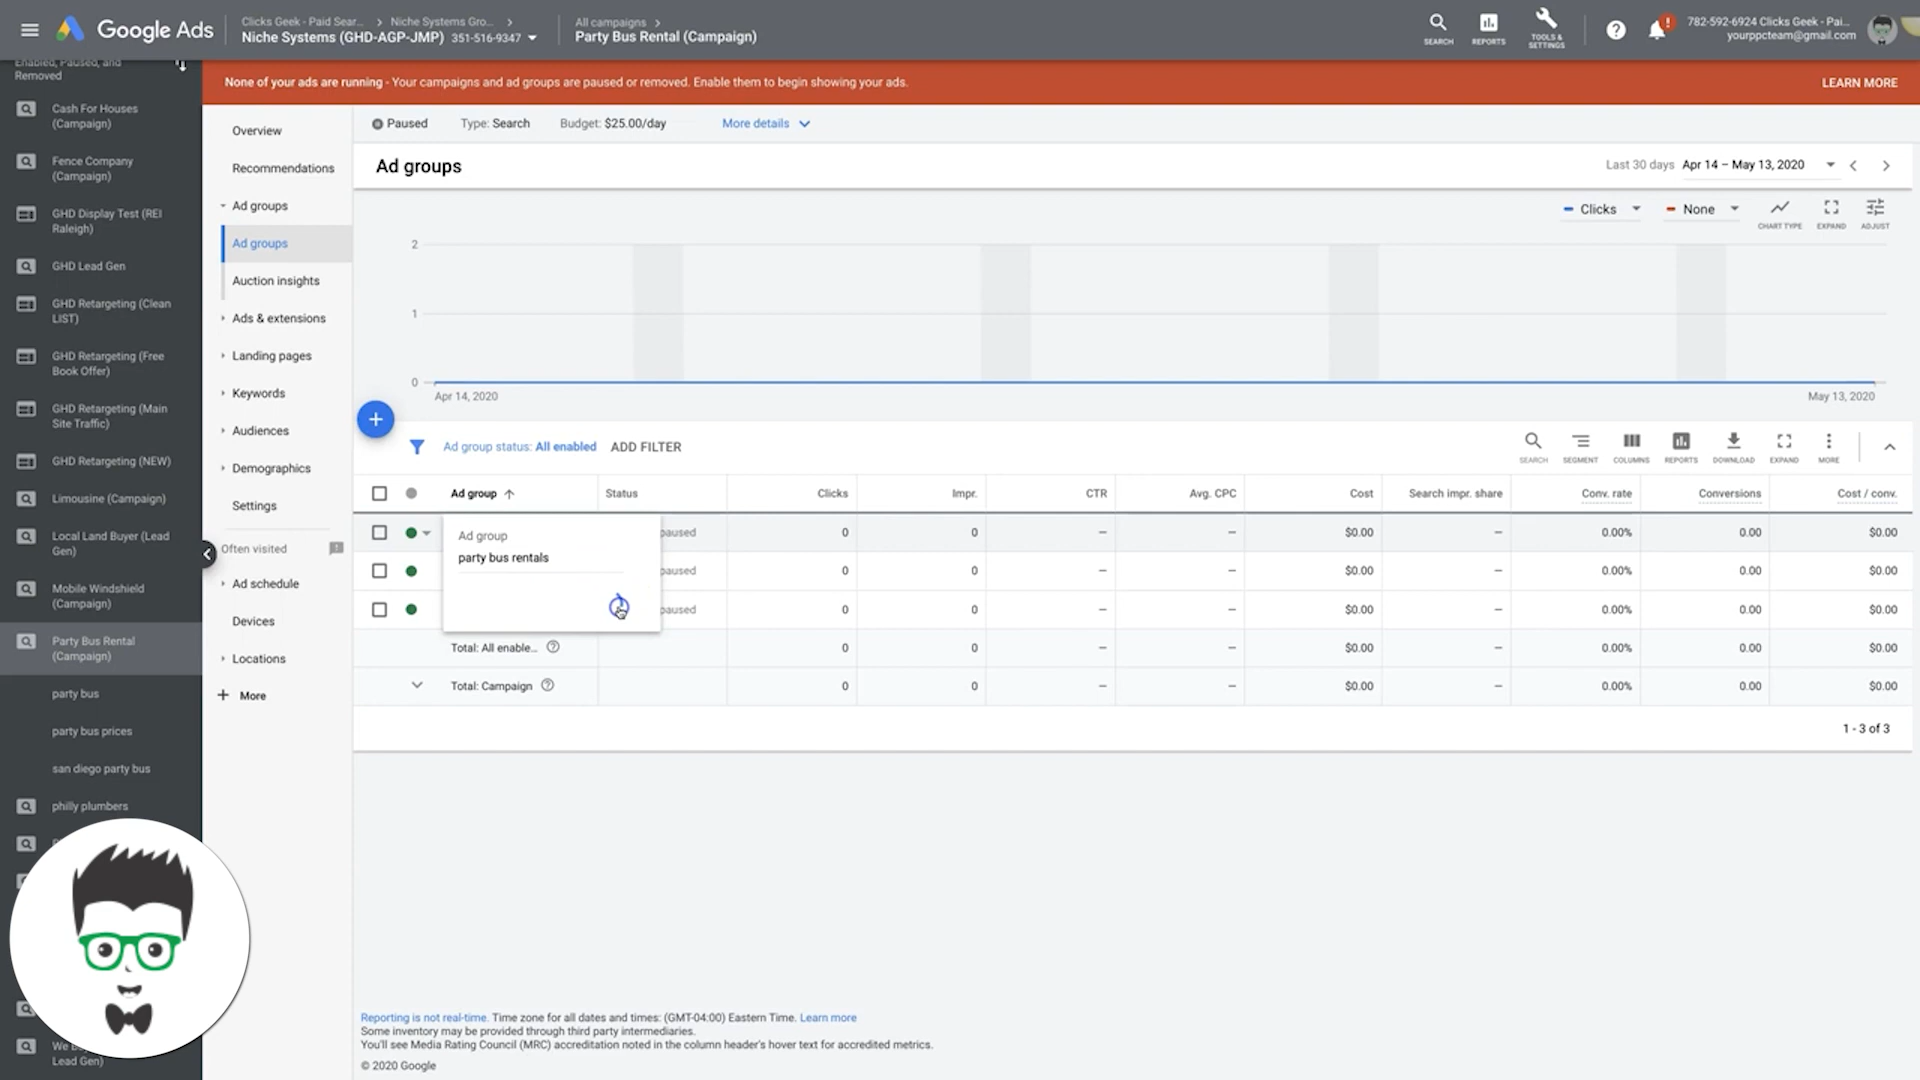 Google Ads
Clicks Geek - Paid Sear... > Niche Systems Gro... >
Niche Systems (GHD-AGP-JMP) 351-516-9347
All campaigns >
Party Bus Rental (Campaign)
SEARCH
REPORTS
TOOLS & SETTINGS
782-592-6924 Clicks Geek - Pai...
yourppcteam@gmail.com
None of your ads are running - Your campaigns and ad groups are paused or removed. Enable them to begin showing your ads.
LEARN MORE
Enabled, Paused, and
Removed
Cash For Houses
(Campaign)
Fence Company
(Campaign)
GHD Display Test (REI
Raleigh)
GHD Lead Gen
GHD Retargeting (Clean
LIST)
GHD Retargeting (Free
Book Offer)
GHD Retargeting (Main
Site Traffic)
GHD Retargeting (NEW)
Limousine (Campaign)
Local Land Buyer (Lead
Gen)
Mobile Windshield
(Campaign)
Party Bus Rental
(Campaign)
party bus
party bus prices
san diego party bus
philly plumbers
Lead Gen)
Overview
Recommendations
Ad groups
Ad groups
Auction insights
Ads & extensions
Landing pages
Keywords
Audiences
Demographics
Settings
Often visited
Ad schedule
Devices
Locations
+ More
Paused
Type: Search
Budget: $25.00/day
More details
Ad groups
Last 30 days Apr 14 – May 13, 2020
Clicks
None
CHART TYPE
EXPAND
ADJUST
2
1
0
Apr 14, 2020
May 13, 2020
Ad group status: All enabled
ADD FILTER
SEARCH
SEGMENT
COLUMNS
REPORTS
DOWNLOAD
EXPAND
MORE
Ad group ↑ Status Clicks Impr. CTR Avg. CPC Cost Search impr. share Conv. rate Conversions Cost / conv.
Ad group
party bus rentals
paused 0 0 – – $0.00 – 0.00% 0.00 $0.00
paused 0 0 – – $0.00 – 0.00% 0.00 $0.00
paused 0 0 – – $0.00 – 0.00% 0.00 $0.00
Total: All enable... 0 0 – – $0.00 – 0.00% 0.00 $0.00
Total: Campaign 0 0 – – $0.00 – 0.00% 0.00 $0.00
1 - 3 of 3
Reporting is not real-time. Time zone for all dates and times: (GMT-04:00) Eastern Time. Learn more
Some inventory may be provided through third party intermediaries.
You'll see Media Rating Council (MRC) accreditation noted in the column header's hover text for accredited metrics.
© 2020 Google